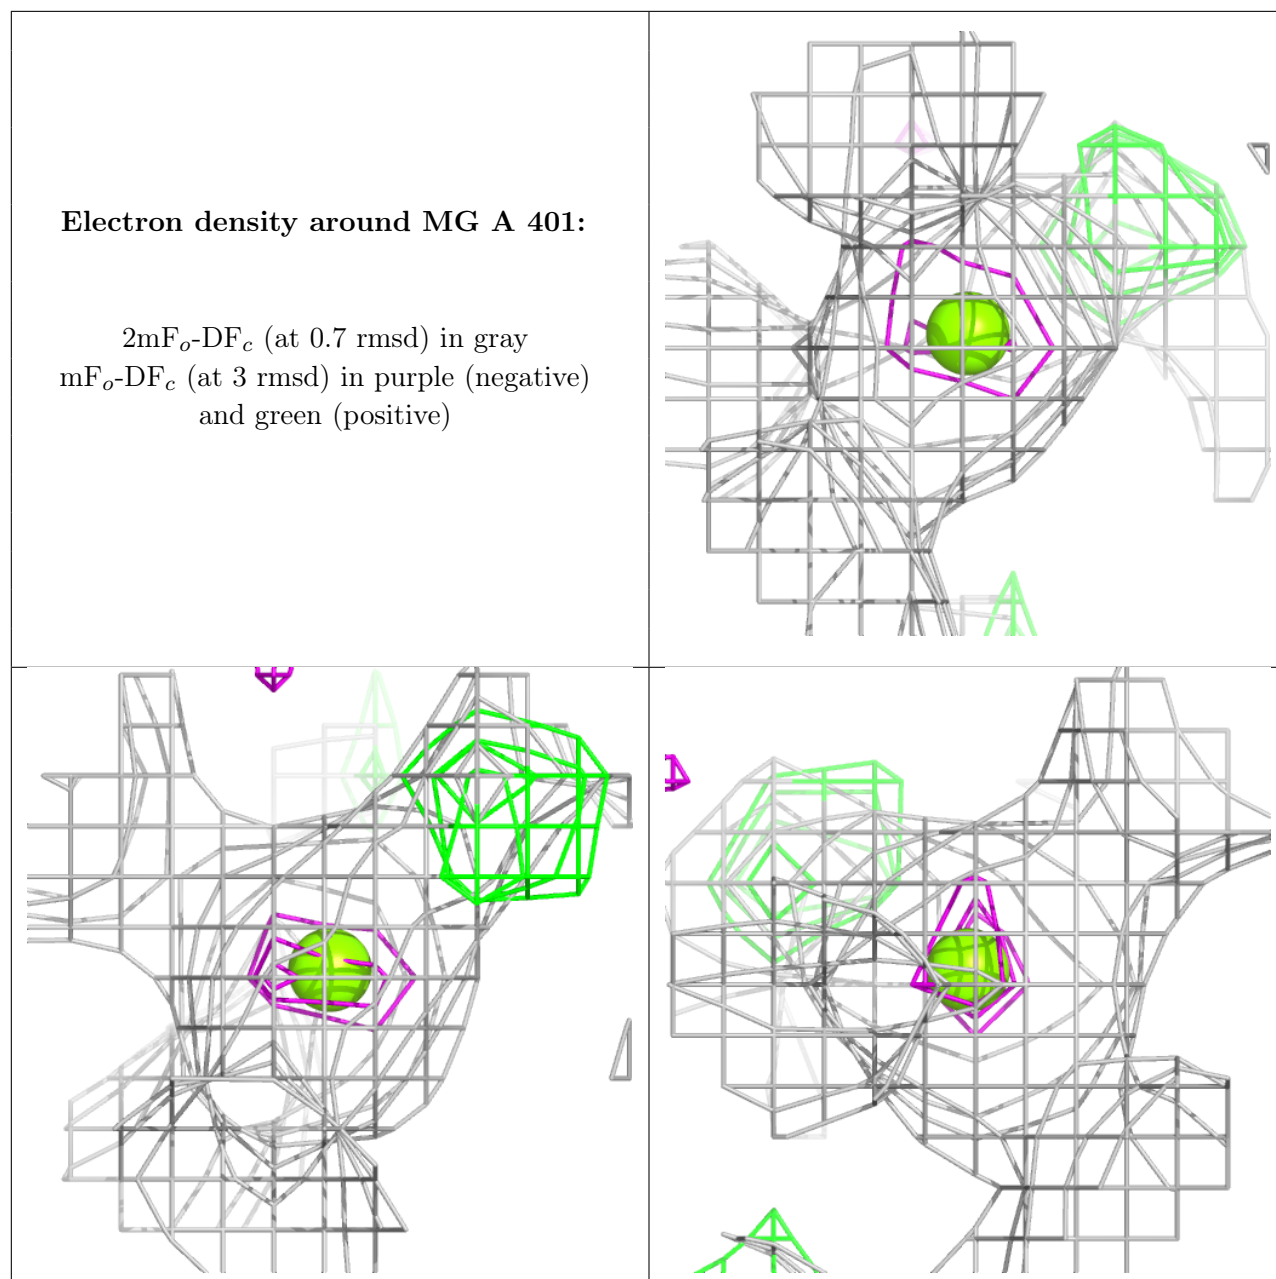 Electron density around MG A 401:
2mFo-DFc (at 0.7 rmsd) in gray
mFo-DFc (at 3 rmsd) in purple (negative)
and green (positive)